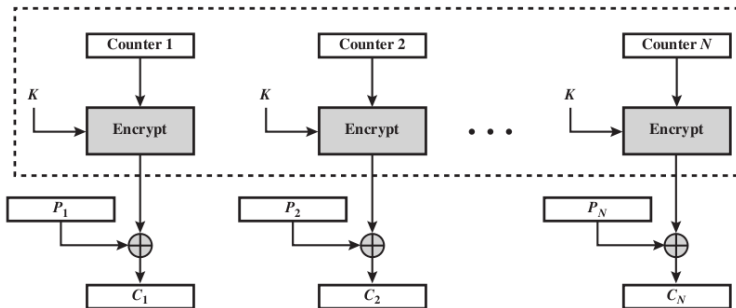 Counter 1 Counter 2 Counter N
K K K
Encrypt Encrypt • • • Encrypt
P1 P2 PN
C1 C2 CN